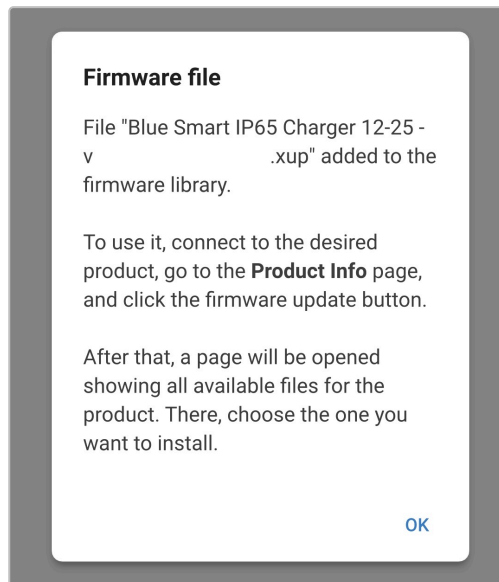 Firmware file
File "Blue Smart IP65 Charger 12-25 -
v .xup" added to the
firmware library.
To use it, connect to the desired
product, go to the Product Info page,
and click the firmware update button.
After that, a page will be opened
showing all available files for the
product. There, choose the one you
want to install.
OK